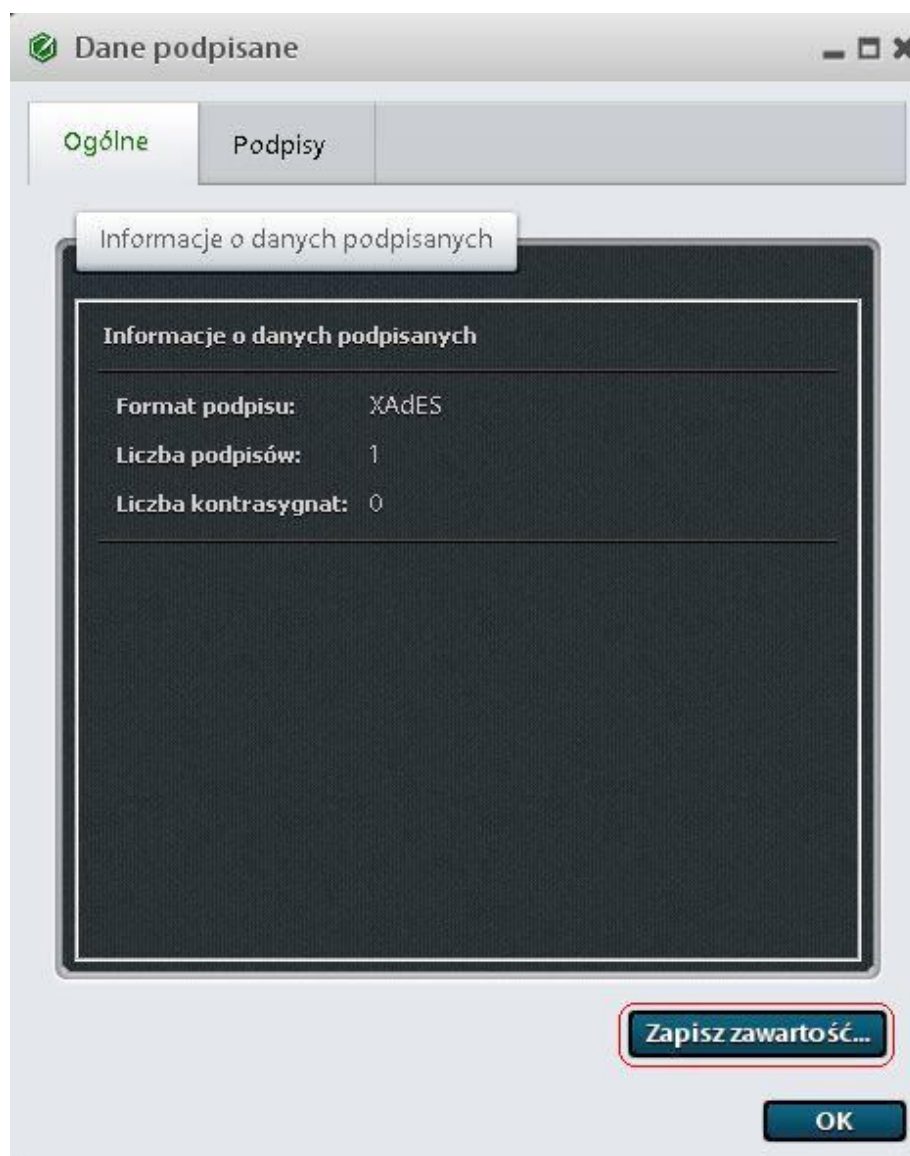 Dane podpisane
Ogólne Podpisy
Informacje o danych podpisanych
Informacje o danych podpisanych
Format podpisu: XAdES
Liczba podpisów: 1
Liczba kontrasygnat: 0
Zapisz zawartość...
OK